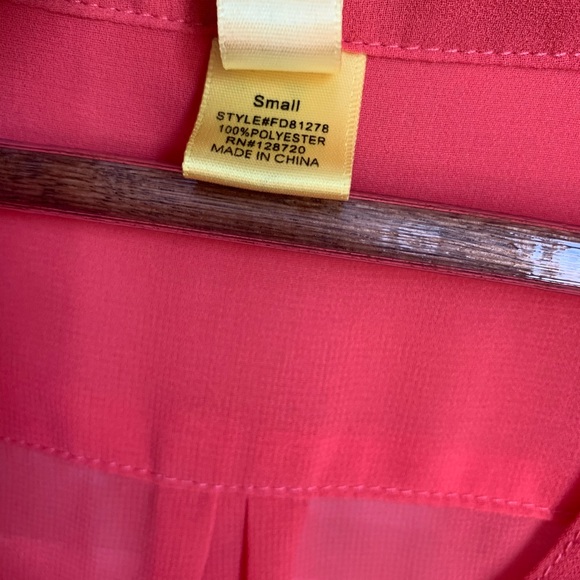 Small
STYLE#FD81278
100%POLYESTER
RN#128720
MADE IN CHINA